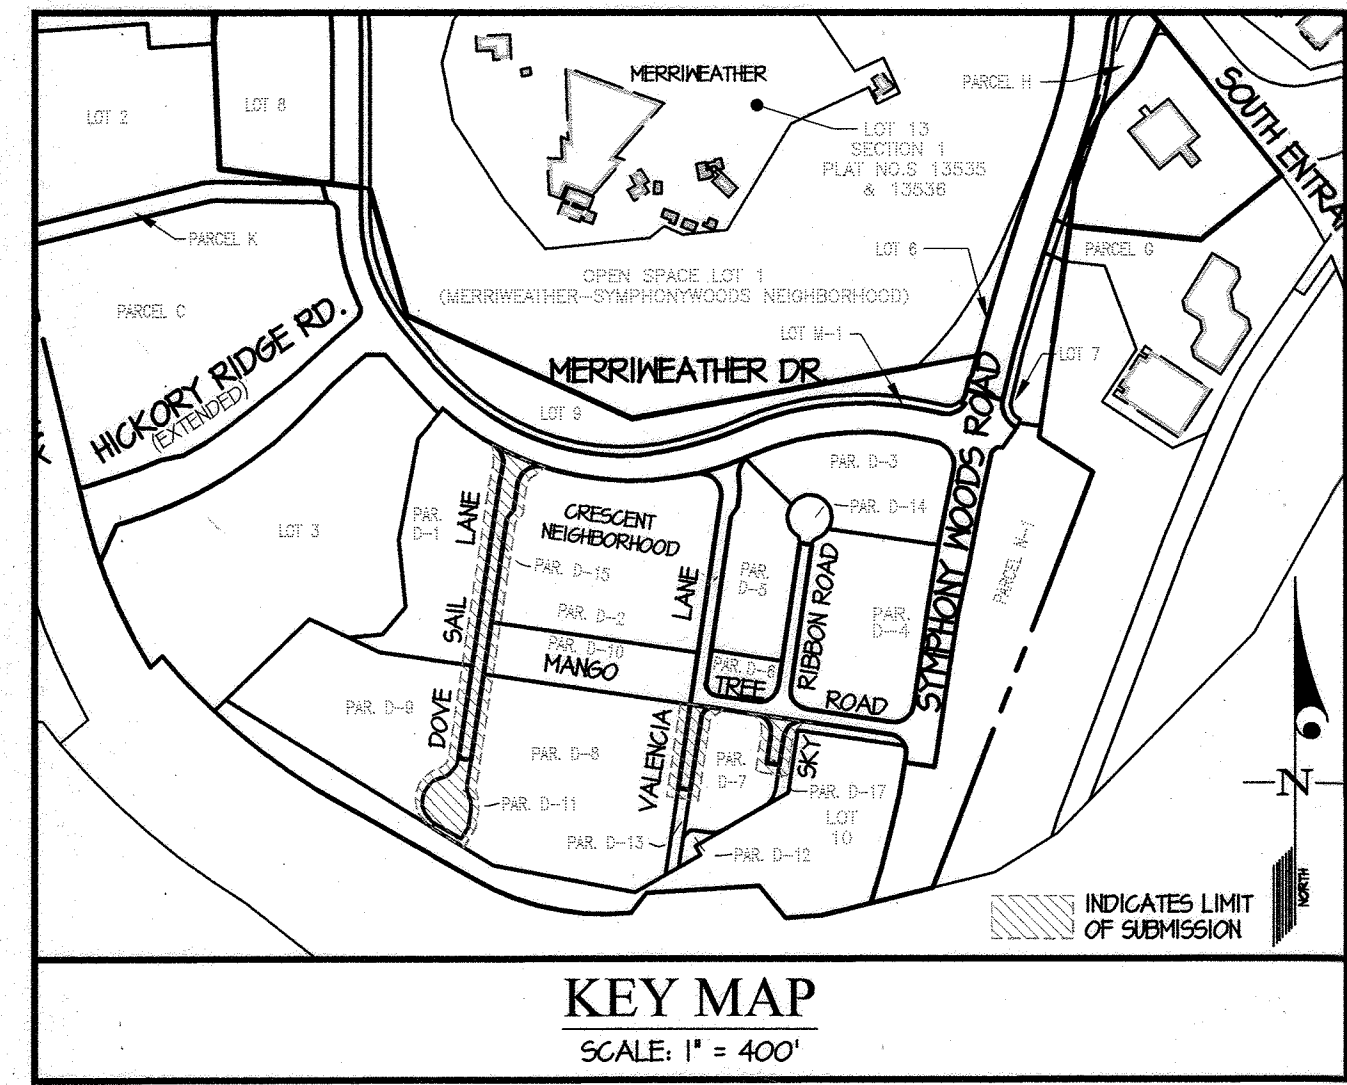 MERRIWEATHER
PARCEL H
SOUTH ENTRA
LOT 2
LOT 8
LOT 13
SECTION 1
PLAT NO.S 13535
& 13536
PARCEL K
LOT 6
PARCEL G
OPEN SPACE LOT 1
(MERRIWEATHER-SYMPHONYWOODS NEIGHBORHOOD)
PARCEL C
HICKORY RIDGE RD.
(EXTENDED)
LOT M-1
LOT 7
MERRIWEATHER DR.
LOT 9
SYMPHONY WOODS ROAD
PAR. D-3
PAR. D-14
LOT 3
PAR.
D-1
DOVE SAIL LANE
CRESCENT
NEIGHBORHOOD
PAR. D-15
PAR. D-2
PAR. D-10
VALENCIA LANE
PAR.
D-5
RIBBON ROAD
PAR.
D-4
PARCEL N-1
PAR. D-6
MANGO TREE ROAD
PAR. D-9
PAR. D-8
PAR.
D-7
SKY
PAR. D-17
LOT
10
PAR. D-11
PAR. D-13
PAR. D-12
N
NORTH
INDICATES LIMIT
OF SUBMISSION
KEY MAP
SCALE: 1" = 400'